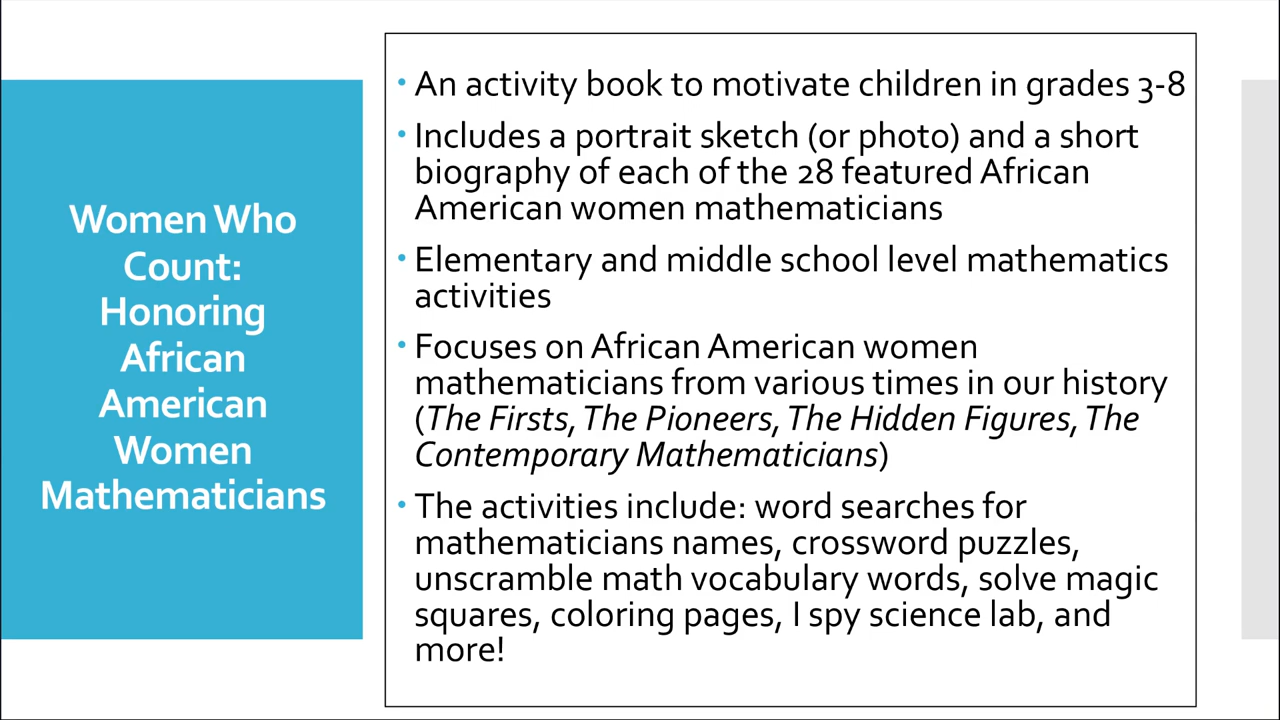 Women Who
Count:
Honoring
African
American
Women
Mathematicians
• An activity book to motivate children in grades 3-8
• Includes a portrait sketch (or photo) and a short
biography of each of the 28 featured African
American women mathematicians
• Elementary and middle school level mathematics
activities
• Focuses on African American women
mathematicians from various times in our history
(The Firsts, The Pioneers, The Hidden Figures, The
Contemporary Mathematicians)
• The activities include: word searches for
mathematicians names, crossword puzzles,
unscramble math vocabulary words, solve magic
squares, coloring pages, I spy science lab, and
more!